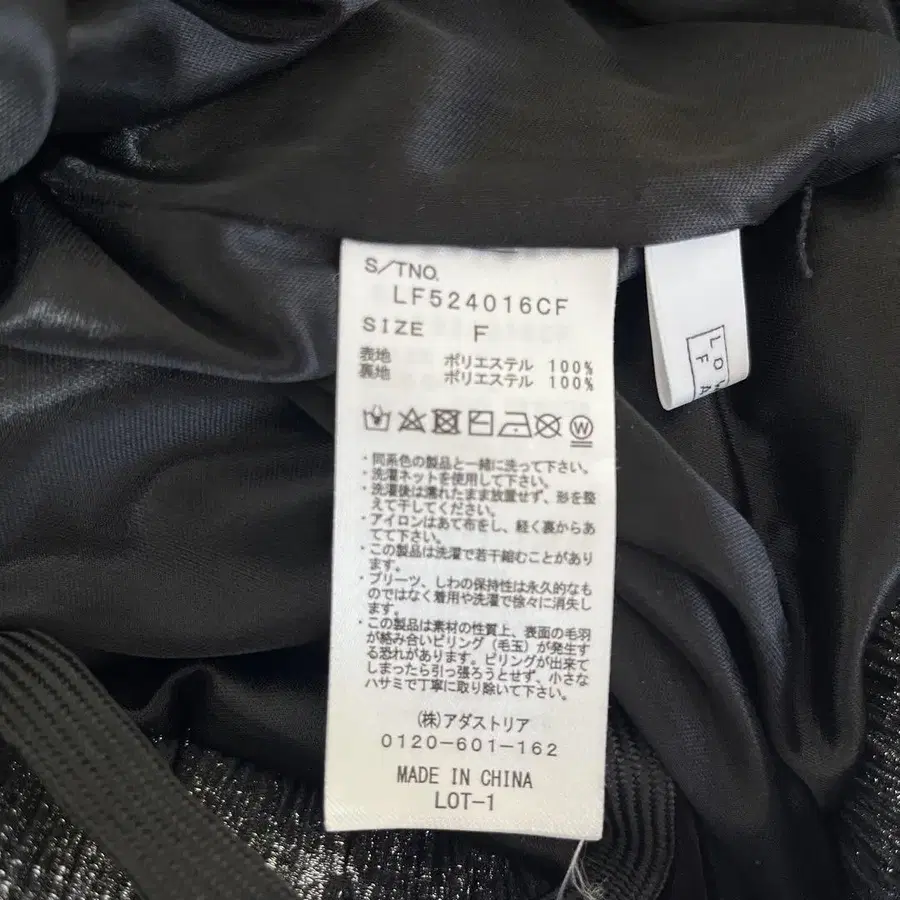 S/TNO.
LF524016CF
SIZE F
表地 ポリエステル 100%
裏地 ポリエステル 100%
W
・同系色の製品と一緒に洗って下さい。
・洗濯ネットを使用して下さい。
・洗濯後は濡れたまま放置せず、形を整
えて干してください。
・アイロンはあて布をし、軽く裏からあ
てて下さい。
・この製品は洗濯で若干縮むことがあり
ます。
・プリーツ、しわの保持性は永久的なも
のではなく着用や洗濯で徐々に消失し
ます。
・この製品は素材の性質上、表面の毛羽
が絡み合いピリング（毛玉）が発生す
る恐れがあります。ピリングが出来て
しまったら引っ張ろうとせず、小さな
ハサミで丁寧に取り除いて下さい。
(株)アダストリア
0120-601-162
MADE IN CHINA
LOT-1
LOW
F A